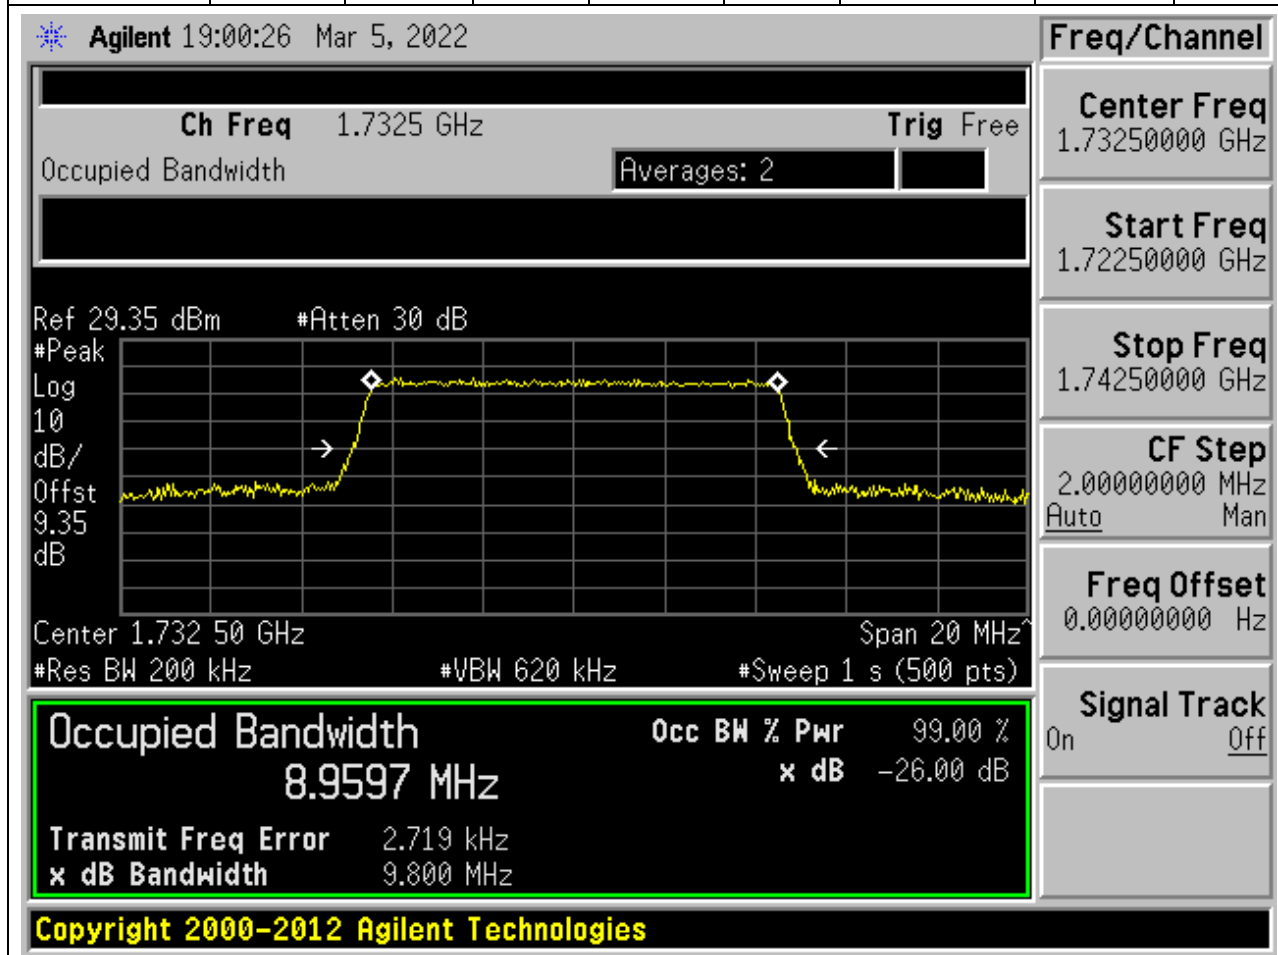 Agilent 19:00:26 Mar 5, 2022
Freq/Channel
Ch Freq 1.7325 GHz Trig Free
Occupied Bandwidth Averages: 2
Center Freq
1.73250000 GHz
Start Freq
1.72250000 GHz
Stop Freq
1.74250000 GHz
CF Step
2.00000000 MHz
Auto Man
Freq Offset
0.00000000 Hz
Signal Track
On Off
Ref 29.35 dBm #Atten 30 dB
#Peak
Log
10
dB/
Offst
9.35
dB
Center 1.732 50 GHz Span 20 MHz^
#Res BW 200 kHz #VBW 620 kHz #Sweep 1 s (500 pts)
Occupied Bandwidth Occ BW % Pwr 99.00 %
8.9597 MHz x dB -26.00 dB
Transmit Freq Error 2.719 kHz
x dB Bandwidth 9.800 MHz
Copyright 2000-2012 Agilent Technologies